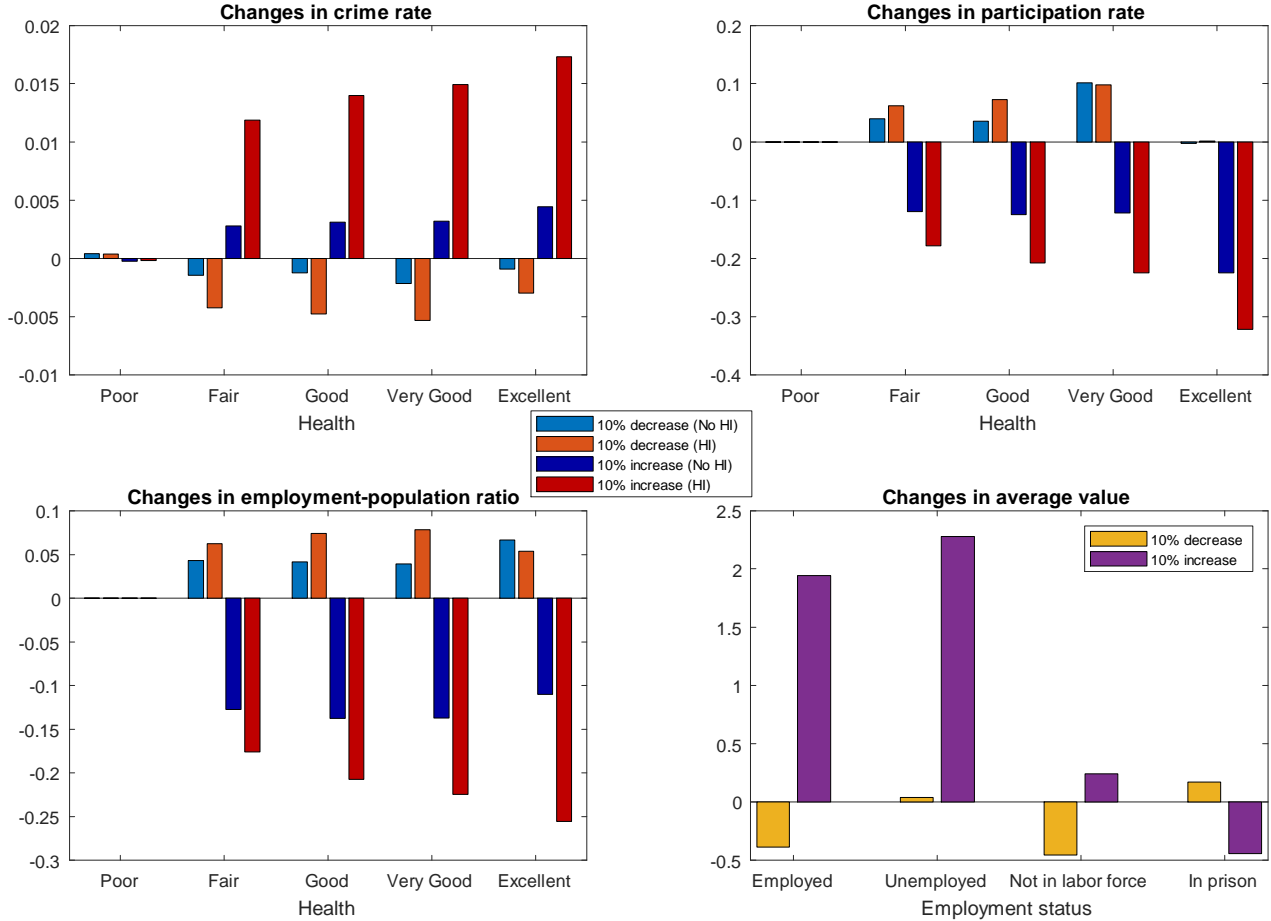 Changes in crime rate
0.02
0.015
0.01
0.005
0
-0.005
-0.01
Poor Fair Good Very Good Excellent
Health
Changes in participation rate
0.2
0.1
0
-0.1
-0.2
-0.3
-0.4
Poor Fair Good Very Good Excellent
Health
10% decrease (No HI)
10% decrease (HI)
10% increase (No HI)
10% increase (HI)
Changes in employment-population ratio
0.1
0.05
0
-0.05
-0.1
-0.15
-0.2
-0.25
-0.3
Poor Fair Good Very Good Excellent
Health
Changes in average value
2.5
2
1.5
1
0.5
0
-0.5
10% decrease
10% increase
Employed Unemployed Not in labor force In prison
Employment status